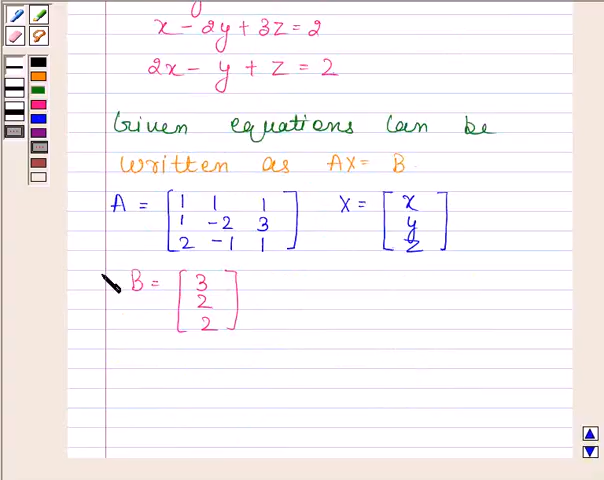 x - 2y + 3z = 2
2x - y + z = 2
Given equations can be
written as AX = B.
A = [1 1 1 X = [x
1 -2 3 y
2 -1 1] z]
B = [3
2
2]